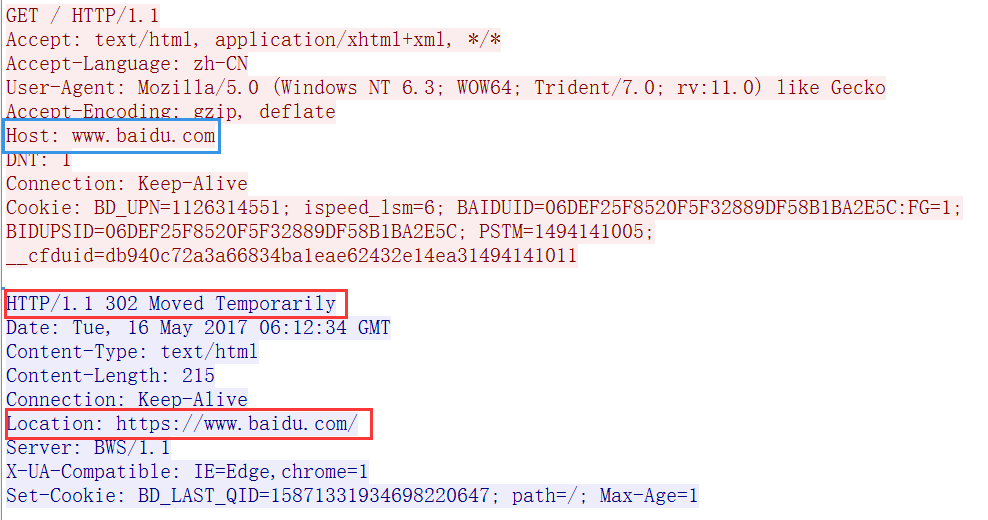 GET / HTTP/1.1
Accept: text/html, application/xhtml+xml, */*
Accept-Language: zh-CN
User-Agent: Mozilla/5.0 (Windows NT 6.3; WOW64; Trident/7.0; rv:11.0) like Gecko
Accept-Encoding: gzip, deflate
Host: www.baidu.com
DNT: 1
Connection: Keep-Alive
Cookie: BD_UPN=1126314551; ispeed_lsm=6; BAIDUID=06DEF25F8520F5F32889DF58B1BA2E5C:FG=1;
BIDUPSID=06DEF25F8520F5F32889DF58B1BA2E5C; PSTM=1494141005;
__cfduid=db940c72a3a66834ba1eae62432e14ea31494141011
HTTP/1.1 302 Moved Temporarily
Date: Tue, 16 May 2017 06:12:34 GMT
Content-Type: text/html
Content-Length: 215
Connection: Keep-Alive
Location: https://www.baidu.com/
Server: BWS/1.1
X-UA-Compatible: IE=Edge,chrome=1
Set-Cookie: BD_LAST_QID=15871331934698220647; path=/; Max-Age=1